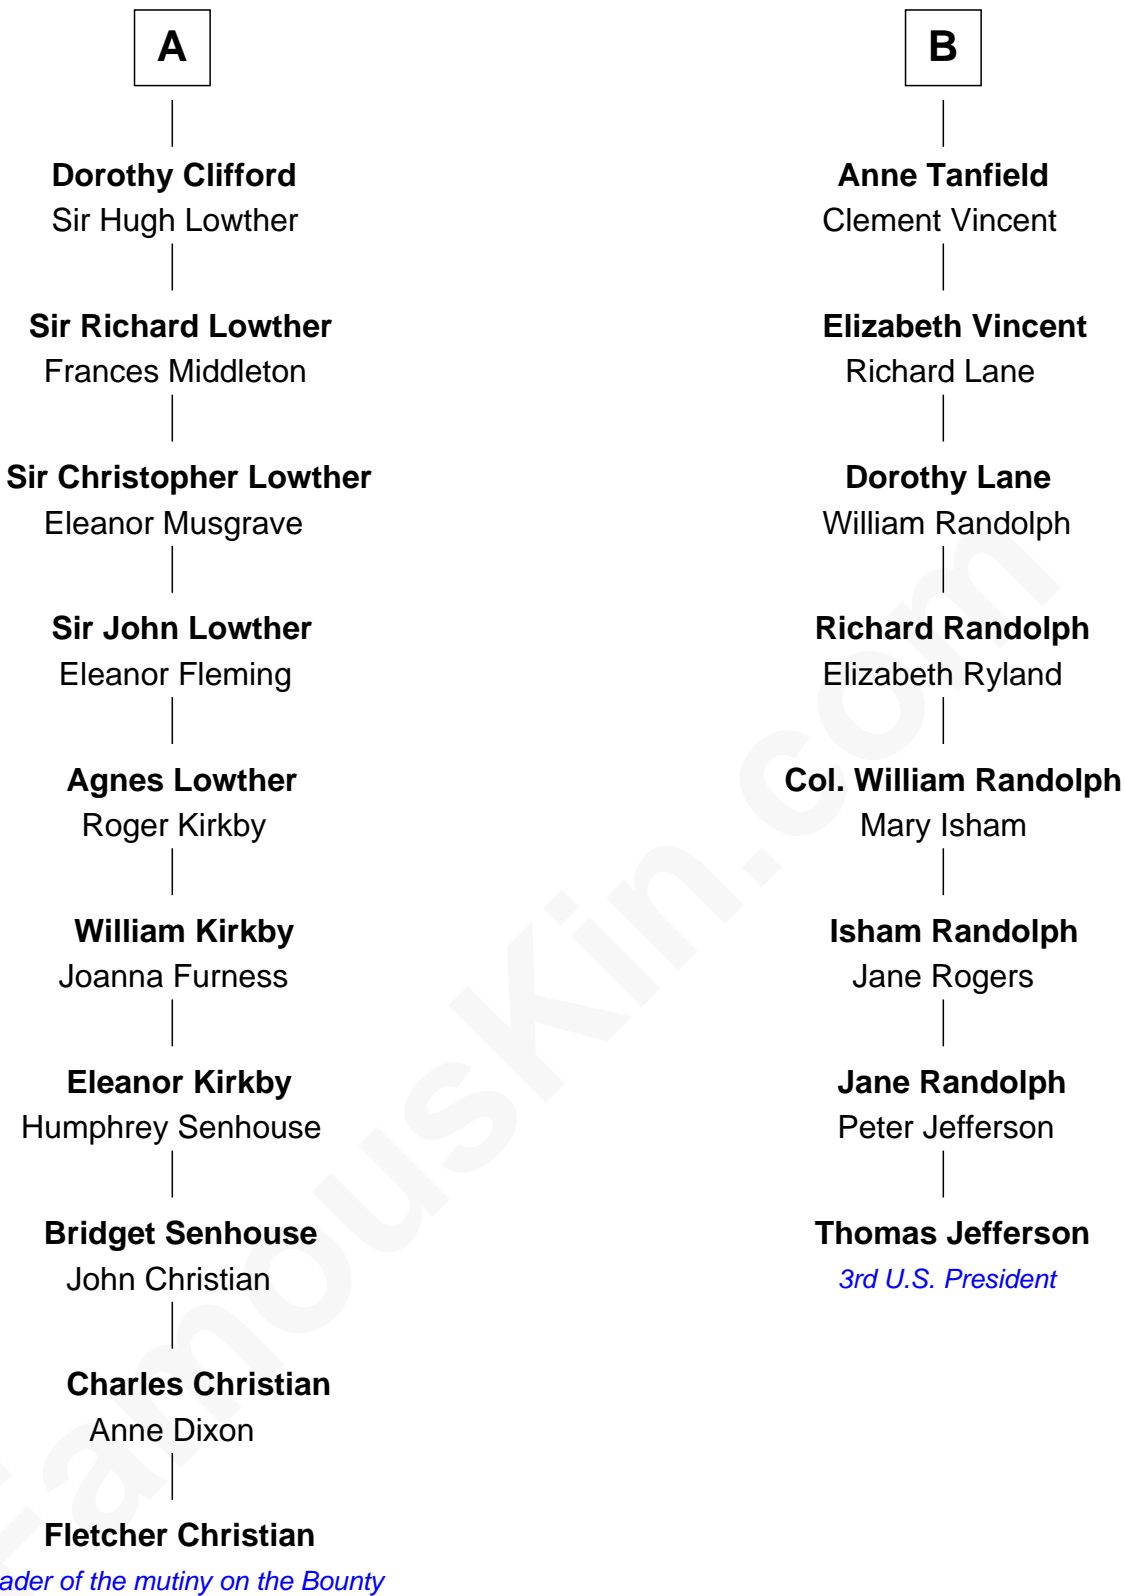 A
Dorothy Clifford
Sir Hugh Lowther
Sir Richard Lowther
Frances Middleton
Sir Christopher Lowther
Eleanor Musgrave
Sir John Lowther
Eleanor Fleming
Agnes Lowther
Roger Kirkby
William Kirkby
Joanna Furness
Eleanor Kirkby
Humphrey Senhouse
Bridget Senhouse
John Christian
Charles Christian
Anne Dixon
Fletcher Christian
ader of the mutiny on the Bounty
B
Anne Tanfield
Clement Vincent
Elizabeth Vincent
Richard Lane
Dorothy Lane
William Randolph
Richard Randolph
Elizabeth Ryland
Col. William Randolph
Mary Isham
Isham Randolph
Jane Rogers
Jane Randolph
Peter Jefferson
Thomas Jefferson
3rd U.S. President
FamousKin.com